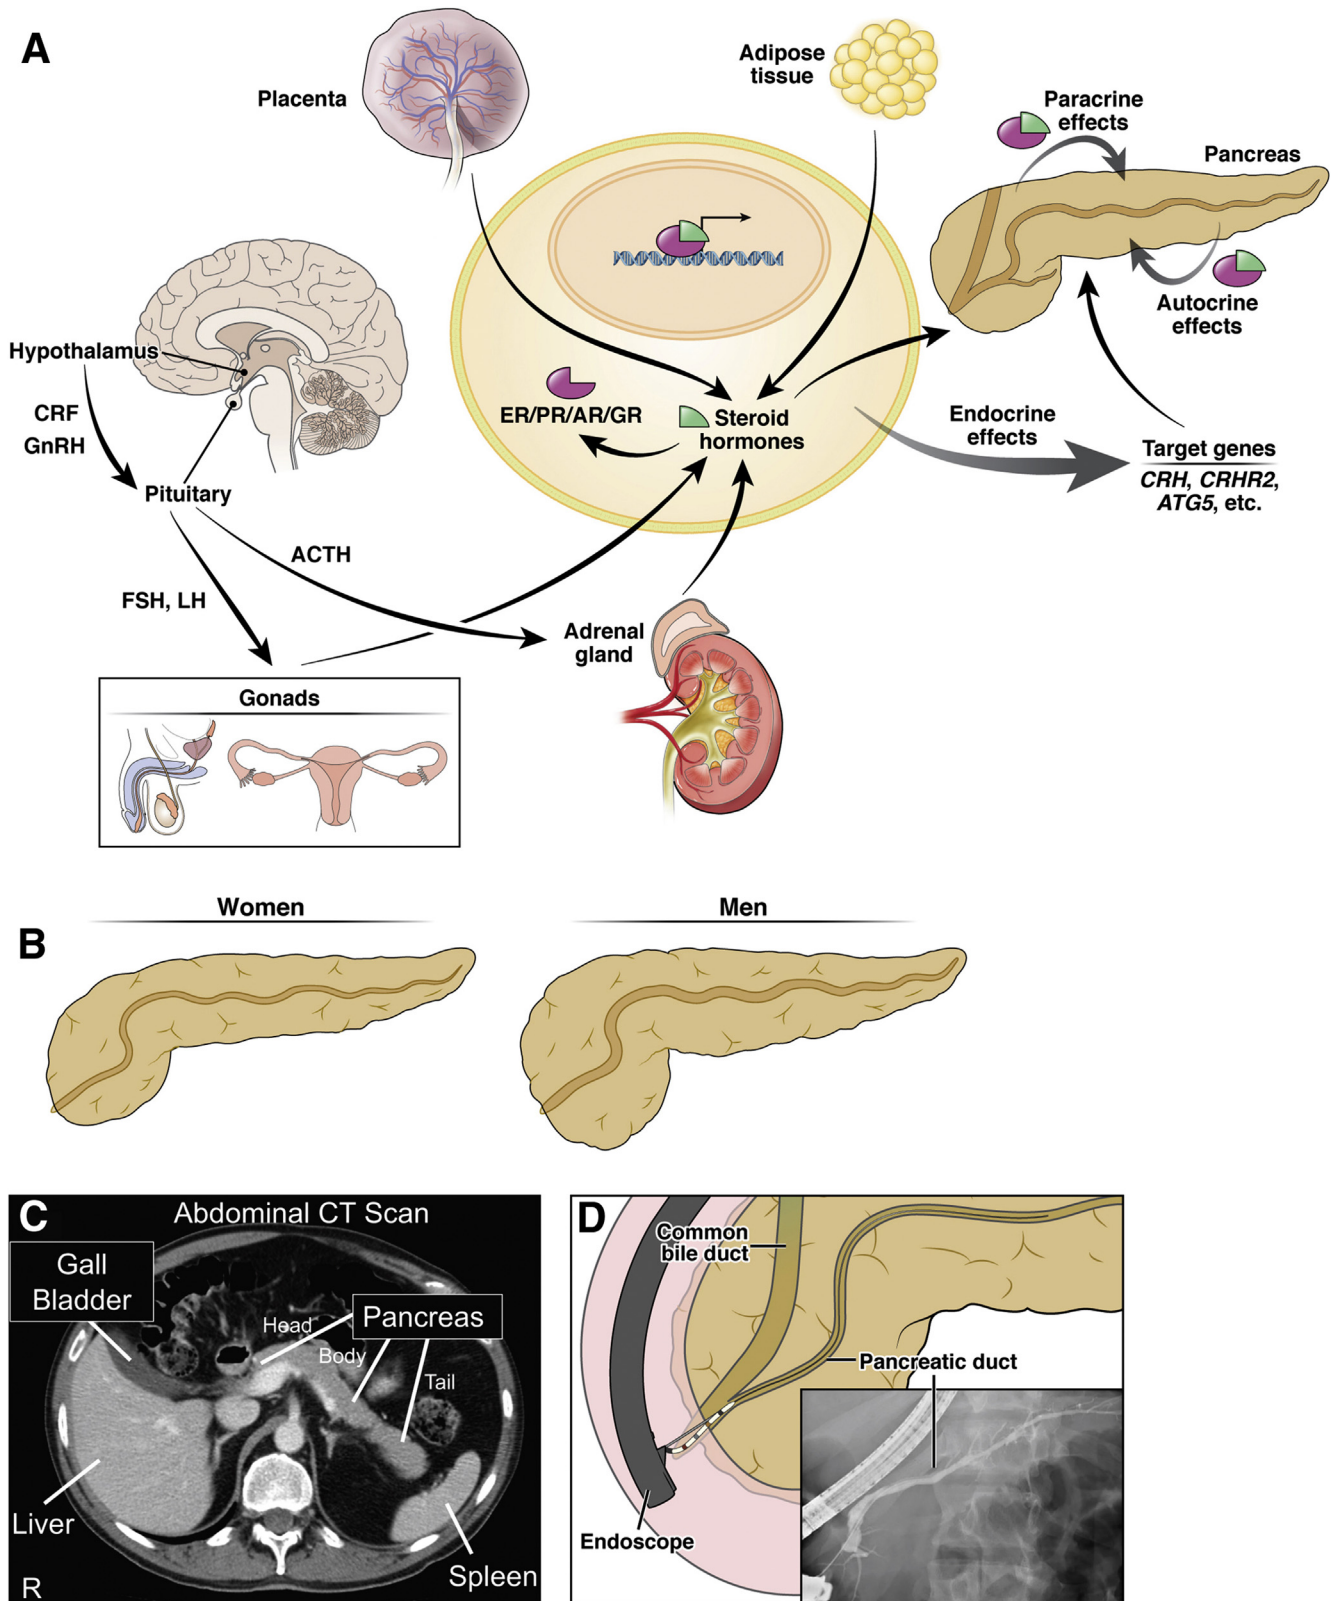 A
Placenta
Adipose
tissue
Paracrine
effects
Pancreas
Autocrine
effects
Hypothalamus
CRF
GnRH
Pituitary
ER/PR/AR/GR
Steroid
hormones
Endocrine
effects
Target genes
CRH, CRHR2,
ATG5, etc.
ACTH
FSH, LH
Adrenal
gland
Gonads
B
Women
Men
C
Abdominal CT Scan
Gall
Bladder
Head
Pancreas
Body
Tail
Liver
Spleen
R
D
Common
bile duct
Pancreatic duct
Endoscope